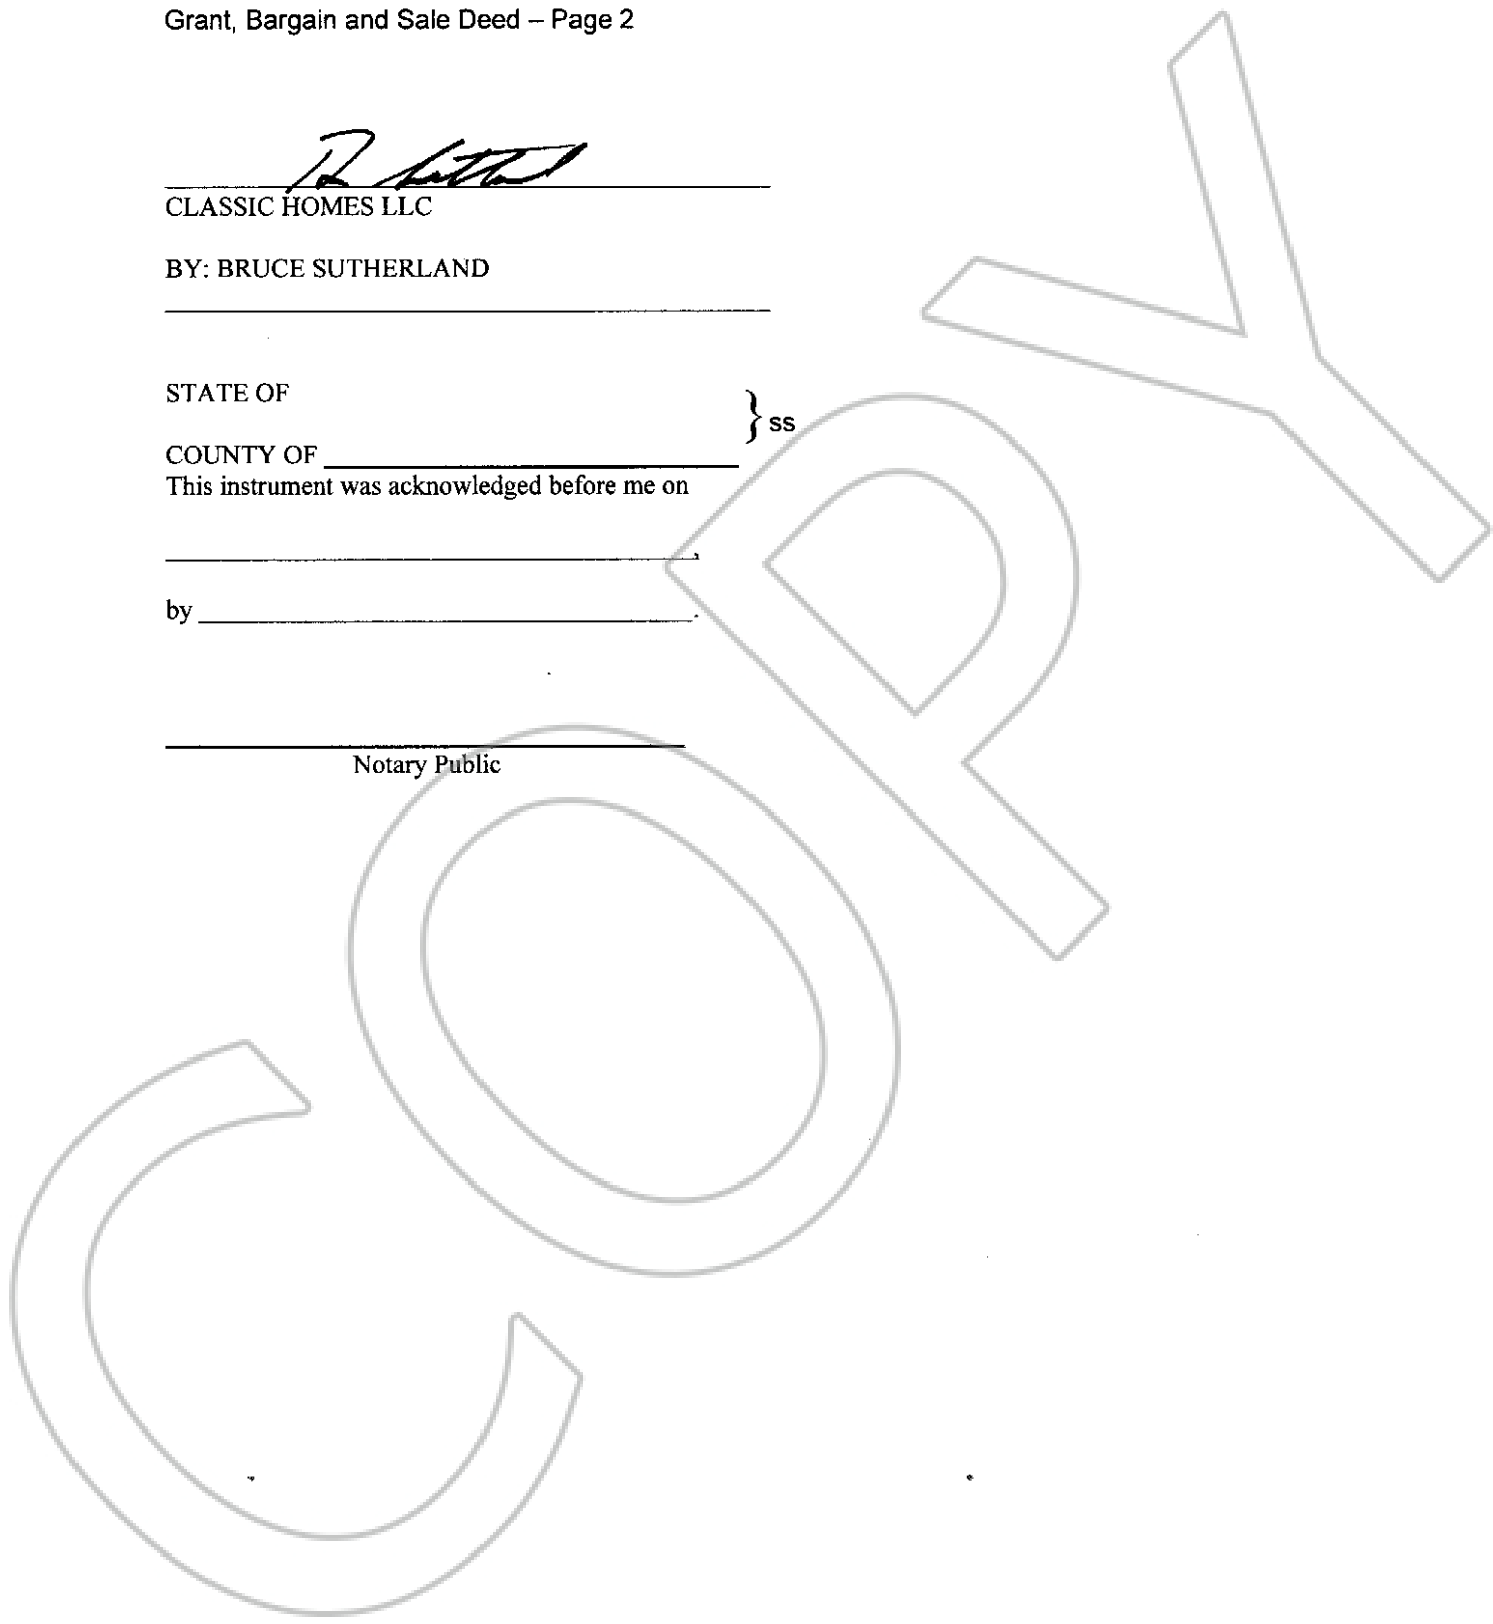 Grant, Bargain and Sale Deed – Page 2
CLASSIC HOMES LLC
BY: BRUCE SUTHERLAND
STATE OF
} ss
COUNTY OF
This instrument was acknowledged before me on
,
by .
Notary Public
COPY